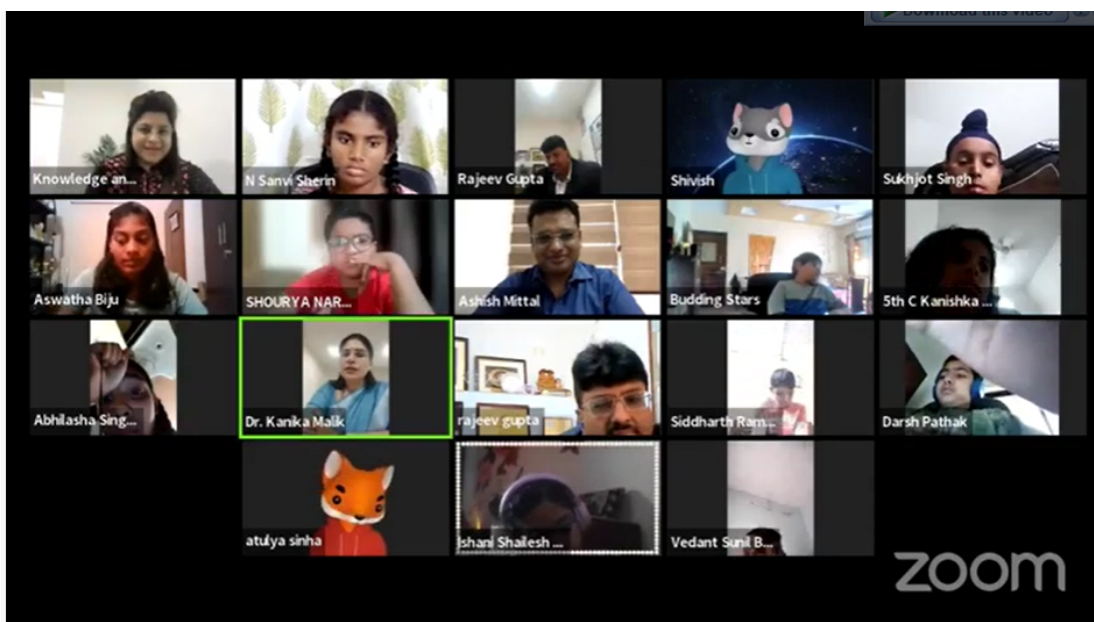 Download this video
Knowledge an...
N Sanvi Sherin
Rajeev Gupta
Shivish
Sukhjot Singh
Aswatha Biju
SHOURYA NAR...
Ashish Mittal
Budding Stars
5th C Kanishka ...
Abhilasha Sing...
Dr. Kanika Malik
rajeev gupta
Siddharth Ram...
Darsh Pathak
atulya sinha
Ishani Shailesh ...
Vedant Sunil B...
zoom